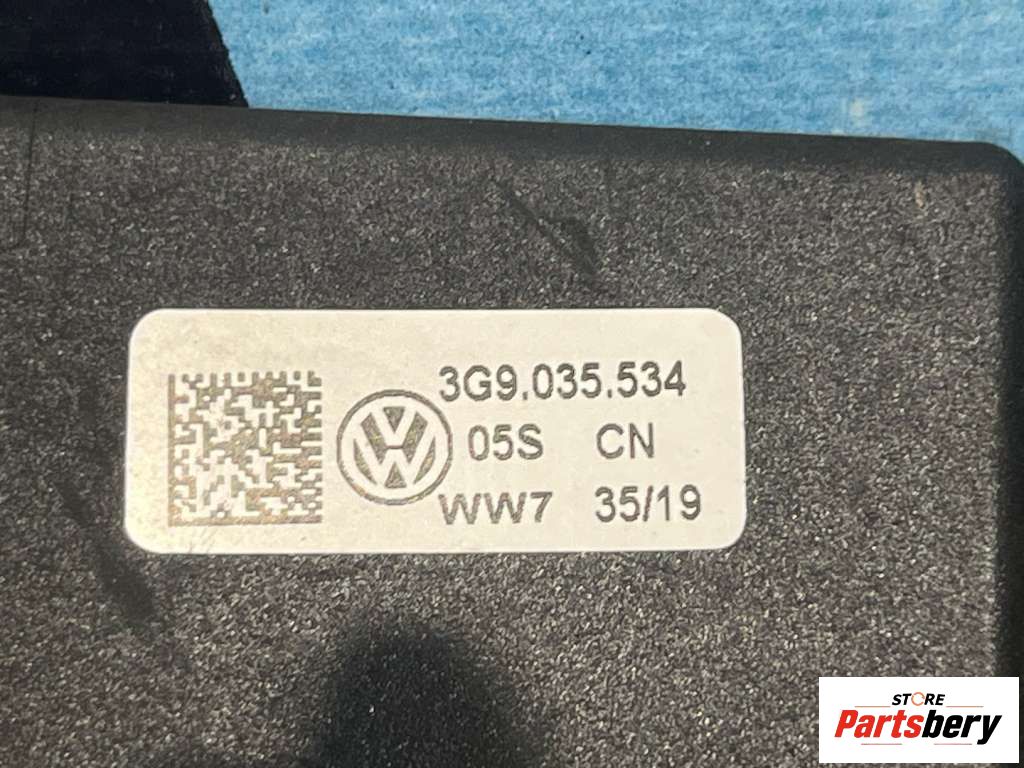 3G9.035.534
05S CN
WW7 35/19
STORE
Partsbery